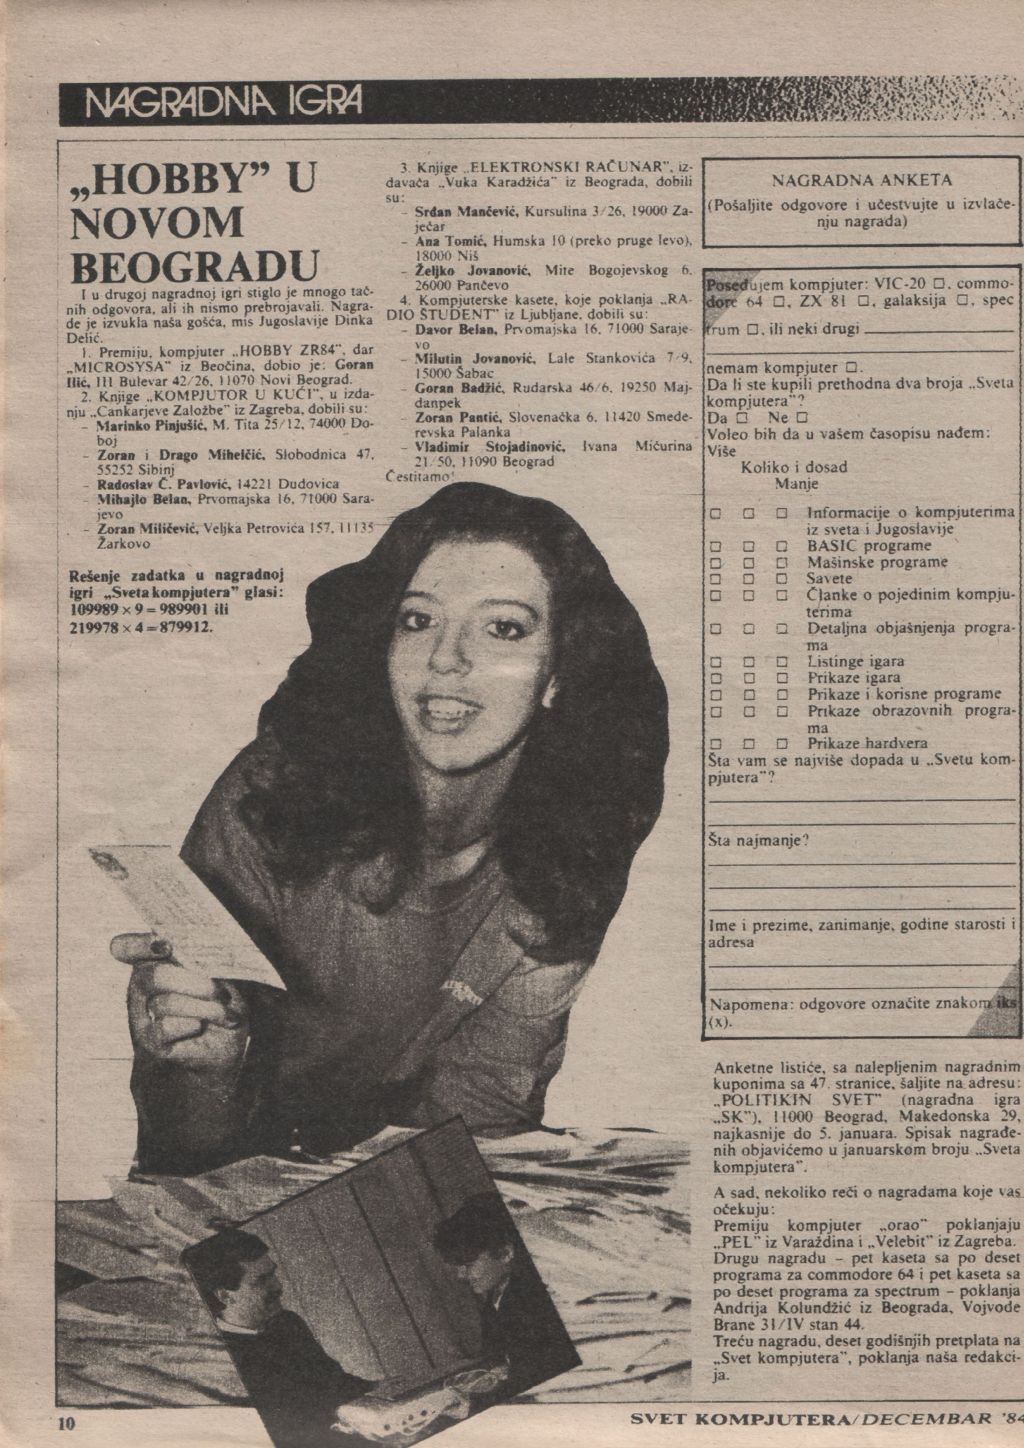 NAGRADNA IGRA
„HOBBY” U
NOVOM
BEOGRADU
I u drugoj nagradnoj igri stiglo je mnogo tač-
nih odgovora, ali ih nismo prebrojavali. Nagra-
de je izvukla naša gošća, mis Jugoslavije Dinka
Delić.
1. Premiju, kompjuter „HOBBY ZR84”, dar
„MICROSYSA” iz Beočina, dobio je: Goran
Ilić, III Bulevar 42/26, 11070 Novi Beograd.
2. Knjige „KOMPJUTOR U KUĆI”, u izda-
nju „Cankarjeve Založbe” iz Zagreba, dobili su:
– Marinko Pinjušić, M. Tita 25/12, 74000 Do-
boj
– Zoran i Drago Mihelčić, Slobodnica 47,
55252 Sibinj
– Radoslav Č. Pavlović, 14221 Dudovica
– Mihajlo Belan, Prvomajska 16, 71000 Sara-
jevo
– Zoran Miličević, Veljka Petrovića 157, 11135
Žarkovo
Rešenje zadatka u nagradnoj
igri „Sveta kompjutera” glasi:
109989 × 9 = 989901 ili
219978 × 4 = 879912.
3. Knjige „ELEKTRONSKI RAČUNAR”, iz-
davača „Vuka Karadžića” iz Beograda, dobili
su:
– Srđan Mančević, Kursulina 3/26, 19000 Za-
ječar
– Ana Tomić, Humska 10 (preko pruge levo),
18000 Niš
– Željko Jovanović, Mite Bogojevskog 6,
26000 Pančevo
4. Kompjuterske kasete, koje poklanja „RA-
DIO ŠTUDENT” iz Ljubljane, dobili su:
– Davor Belan, Prvomajska 16, 71000 Saraje-
vo
– Milutin Jovanović, Lale Stankovića 7/9,
15000 Šabac
– Goran Badžić, Rudarska 46/6, 19250 Maj-
danpek
– Zoran Pantić, Slovenačka 6, 11420 Smede-
revska Palanka
– Vladimir Stojadinović, Ivana Mičurina
21/50, 11090 Beograd
Čestitamo!
NAGRADNA ANKETA
(Pošaljite odgovore i učestvujte u izvlače-
nju nagrada)
Posedujem kompjuter: VIC-20 □, commo-
dore 64 □, ZX 81 □, galaksija □, spec
trum □, ili neki drugi
nemam kompjuter □.
Da li ste kupili prethodna dva broja „Sveta
kompjutera”?
Da □ Ne □
Voleo bih da u vašem časopisu nađem:
Više
Koliko i dosad
Manje
□ □ □ Informacije o kompjuterima
iz sveta i Jugoslavije
□ □ □ BASIC programe
□ □ □ Mašinske programe
□ □ □ Savete
□ □ □ Članke o pojedinim kompju-
terima
□ □ □ Detaljna objašnjenja progra-
ma
□ □ □ Listinge igara
□ □ □ Prikaze igara
□ □ □ Prikaze i korisne programe
□ □ □ Prikaze obrazovnih progra-
ma
□ □ □ Prikaze hardvera
Šta vam se najviše dopada u „Svetu kom-
pjutera”?
Šta najmanje?
Ime i prezime, zanimanje, godine starosti i
adresa
Napomena: odgovore označite znakom iks
(x).
Anketne listiće, sa nalepljenim nagradnim
kuponima sa 47. stranice, šaljite na adresu:
„POLITIKIN SVET” (nagradna igra
„SK”), 11000 Beograd, Makedonska 29,
najkasnije do 5. januara. Spisak nagrađe-
nih objavićemo u januarskom broju „Sveta
kompjutera”.
A sad, nekoliko reči o nagradama koje vas
očekuju:
Premiju kompjuter „orao” poklanjaju
„PEL” iz Varaždina i „Velebit” iz Zagreba.
Drugu nagradu – pet kaseta sa po deset
programa za commodore 64 i pet kaseta sa
po deset programa za spectrum – poklanja
Andrija Kolundžić iz Beograda, Vojvode
Brane 31/IV stan 44.
Treću nagradu, deset godišnjih pretplata na
„Svet kompjutera”, poklanja naša redakci-
ja.
10
SVET KOMPJUTERA/DECEMBAR '84